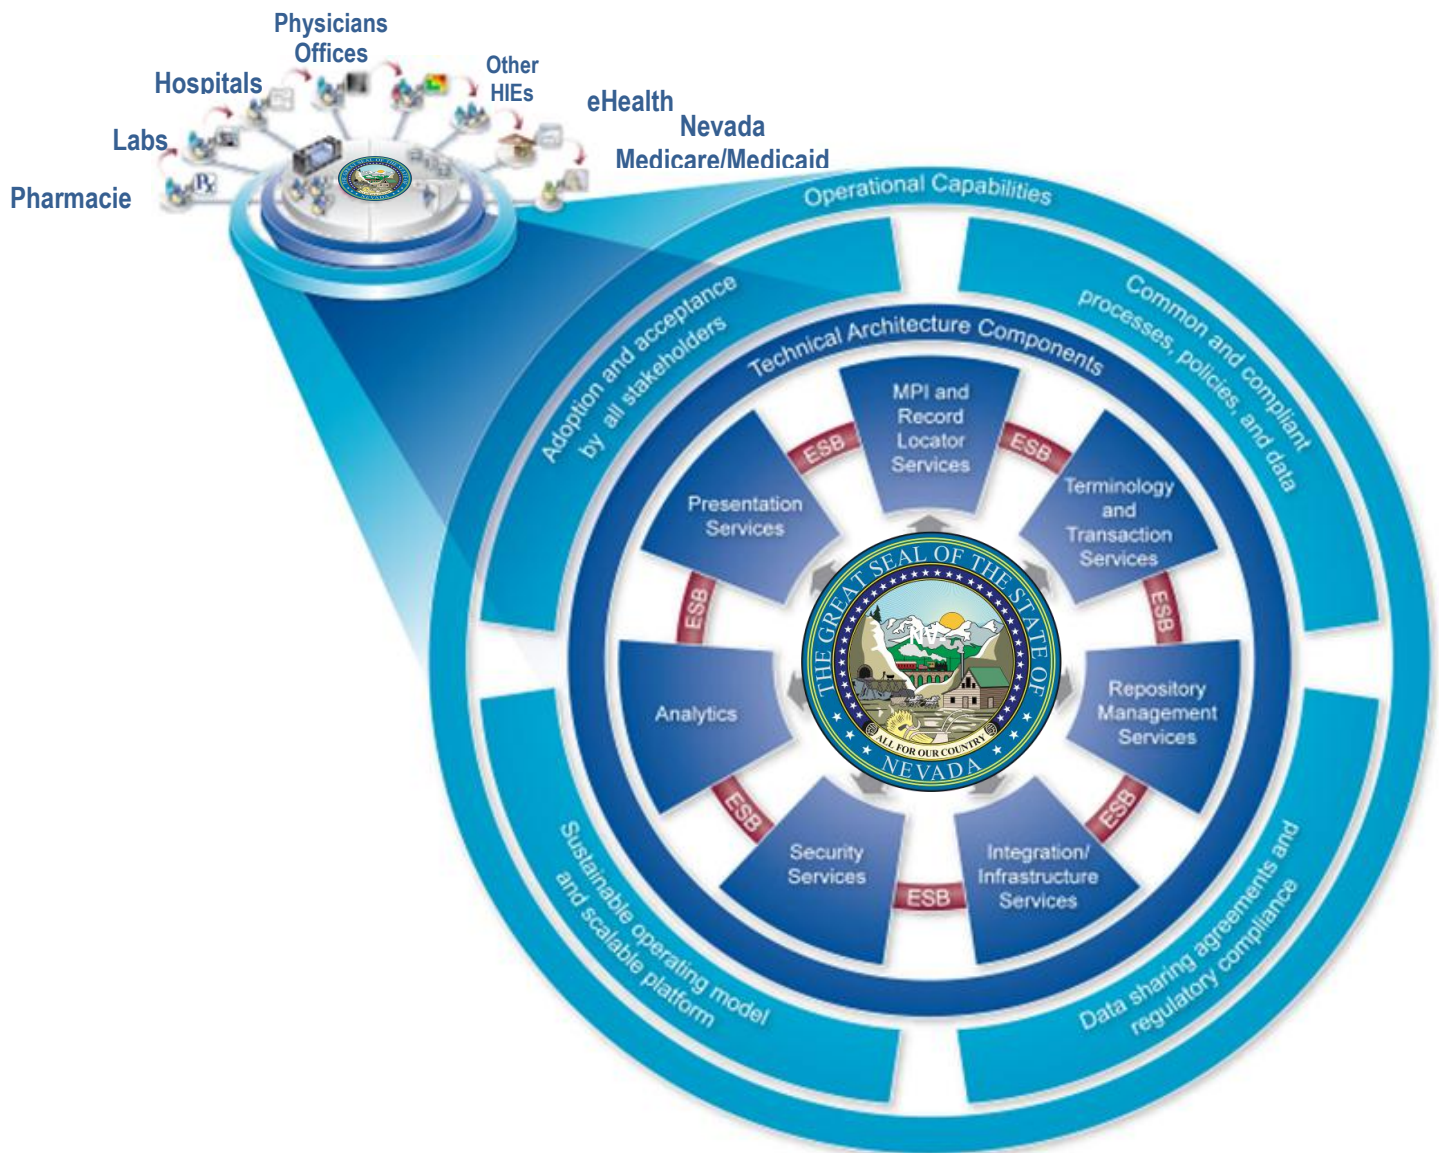 Physicians
Offices
Other
HIEs
Hospitals
eHealth
Nevada
Labs
Medicare/Medicaid
Pharmacie
Rx
Operational Capabilities
Adoption and acceptance
by all stakeholders
Common and compliant
processes, policies, and data
Technical Architecture Components
MPI and
Record
Locator
Services
ESB
ESB
Presentation
Services
Terminology
and
Transaction
Services
ESB
ESB
THE GREAT SEAL OF THE STATE OF
NEVADA
NV
ALL FOR OUR COUNTRY
Analytics
Repository
Management
Services
ESB
ESB
Security
Services
Integration/
Infrastructure
Services
ESB
Sustainable operating model
and scalable platform
Data sharing agreements and
regulatory compliance